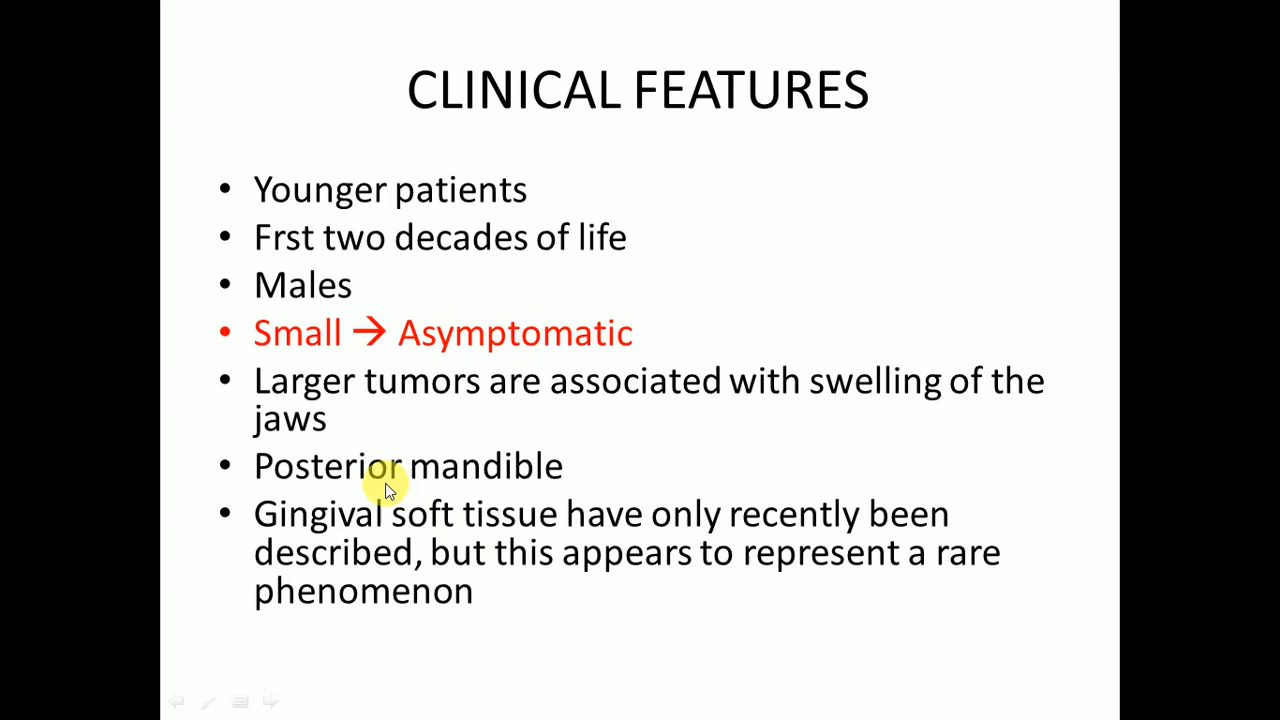 CLINICAL FEATURES
• Younger patients
• Frst two decades of life
• Males
• Small → Asymptomatic
• Larger tumors are associated with swelling of the
jaws
• Posterior mandible
• Gingival soft tissue have only recently been
described, but this appears to represent a rare
phenomenon